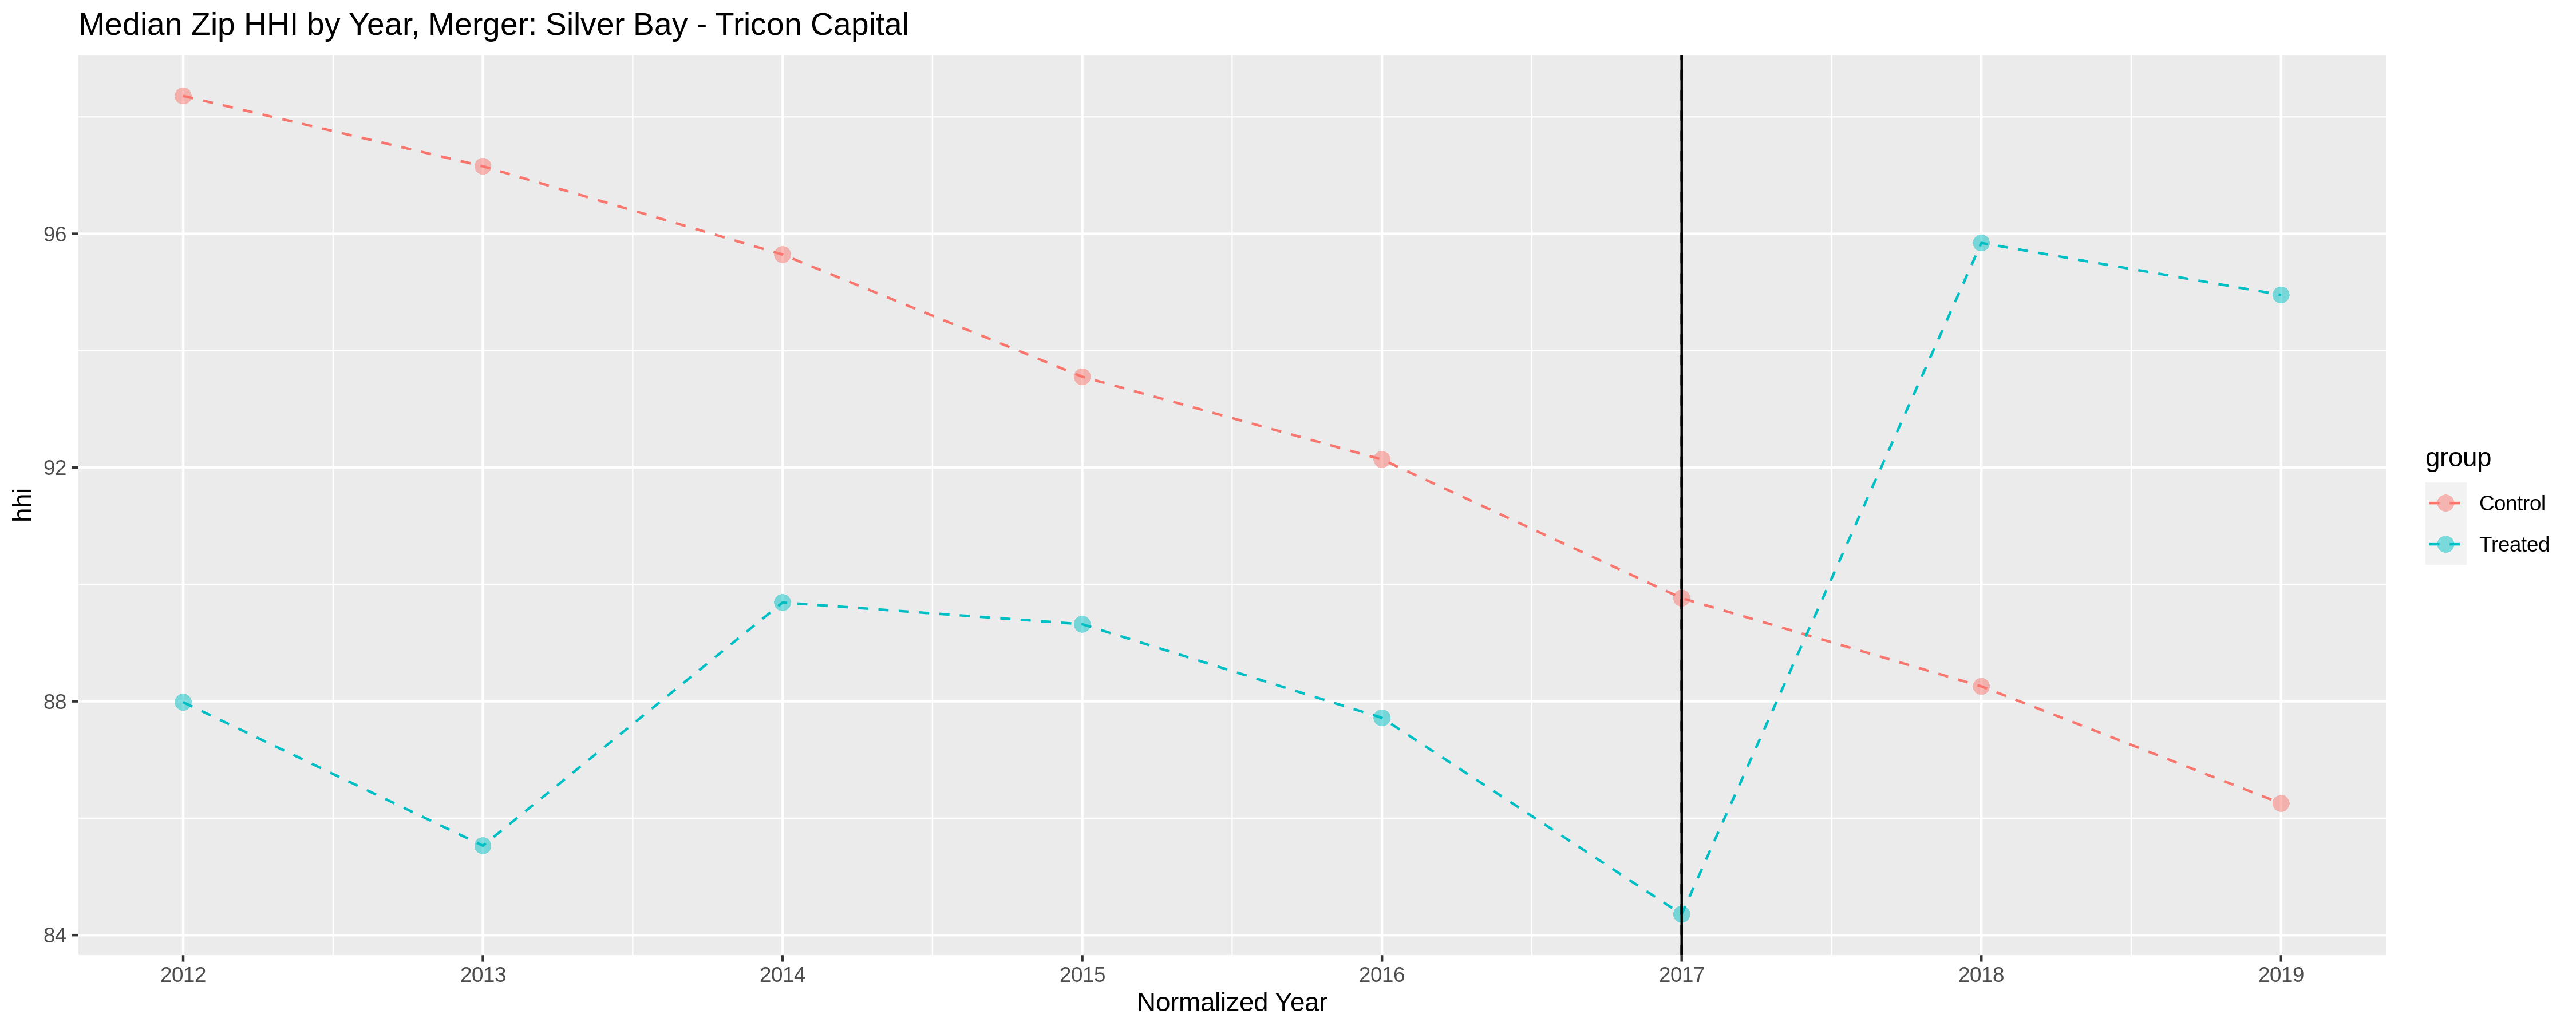 Median Zip HHI by Year, Merger: Silver Bay - Tricon Capital
96
92
88
84
hhi
2012 2013 2014 2015 2016 2017 2018 2019
Normalized Year
group
Control
Treated